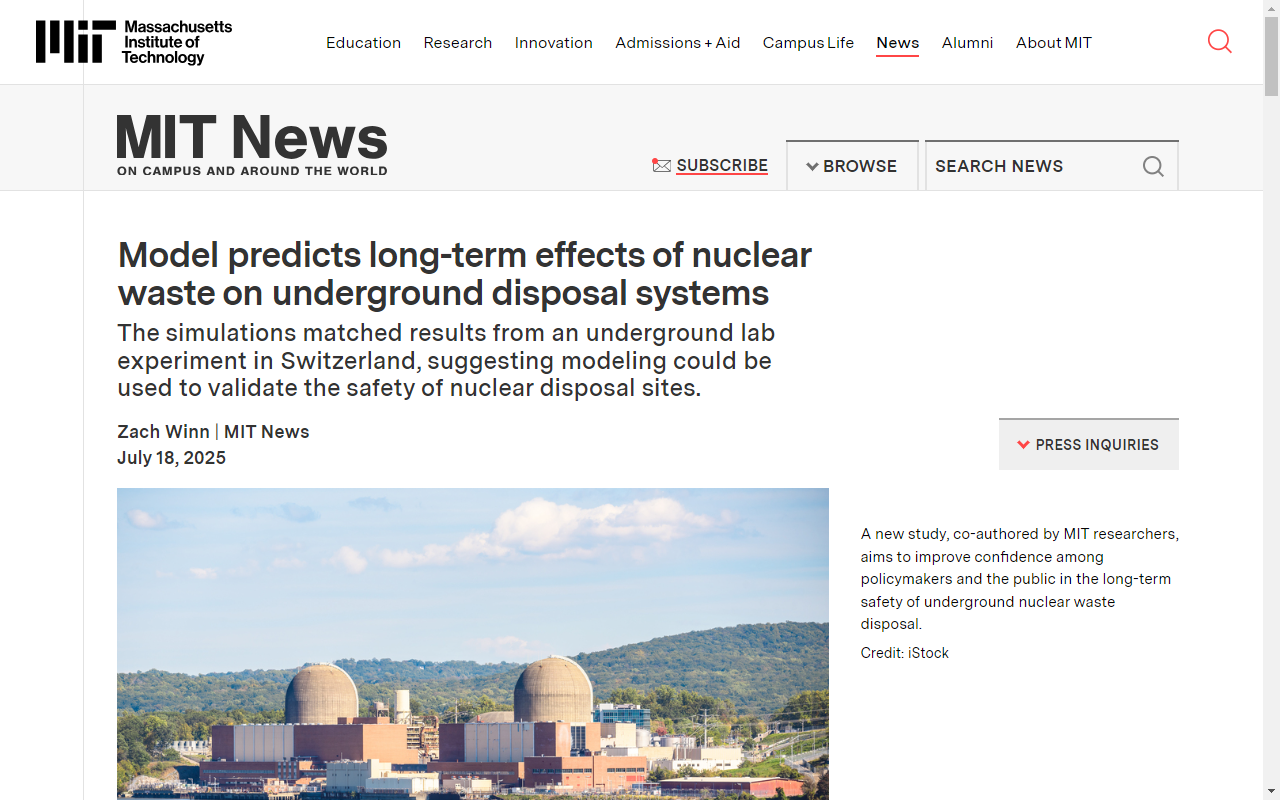 Massachusetts
Institute of
Technology
Education Research Innovation Admissions + Aid Campus Life News Alumni About MIT
MIT News
ON CAMPUS AND AROUND THE WORLD
SUBSCRIBE
BROWSE
SEARCH NEWS
Model predicts long-term effects of nuclear
waste on underground disposal systems
The simulations matched results from an underground lab
experiment in Switzerland, suggesting modeling could be
used to validate the safety of nuclear disposal sites.
Zach Winn | MIT News
July 18, 2025
PRESS INQUIRIES
A new study, co-authored by MIT researchers,
aims to improve confidence among
policymakers and the public in the long-term
safety of underground nuclear waste
disposal.
Credit: iStock